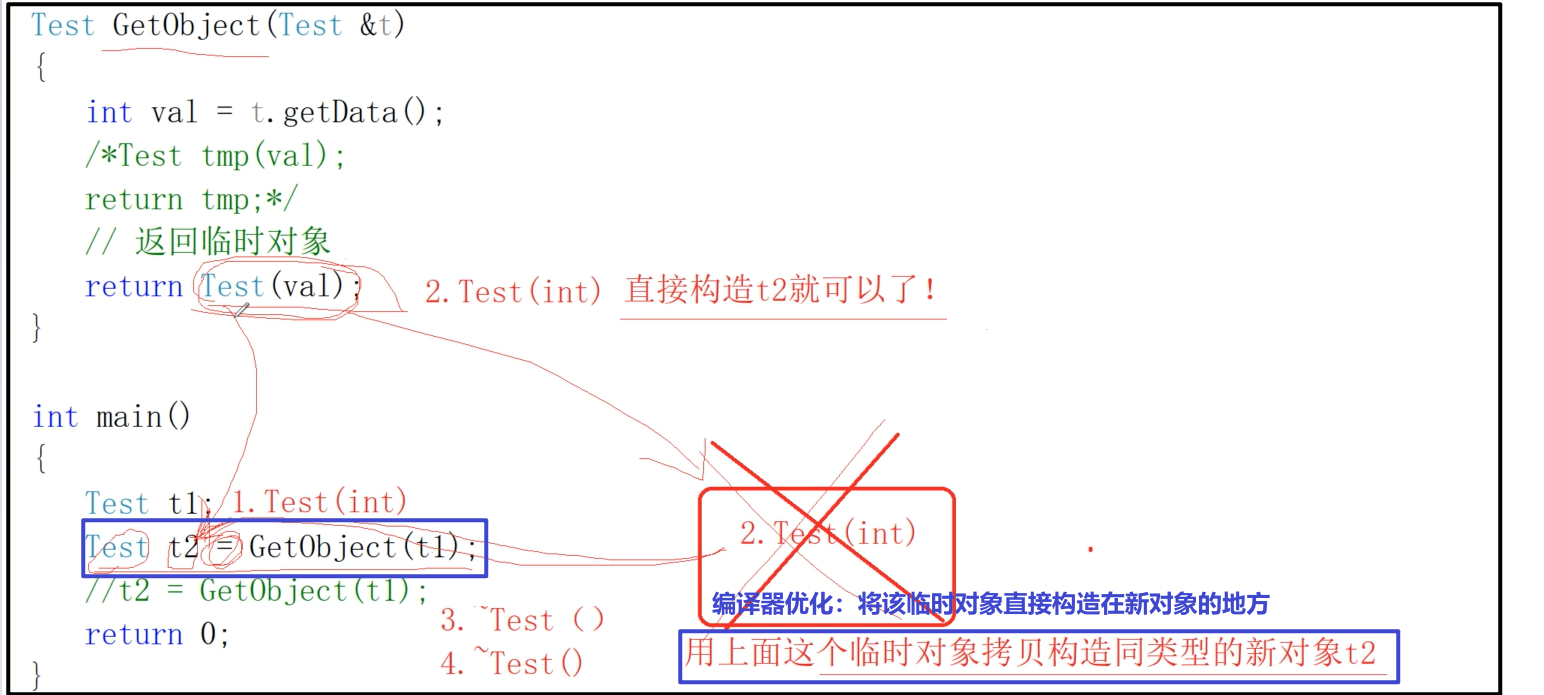 Test GetObject(Test &t)
{
int val = t.getData();
/*Test tmp(val);
return tmp;*/
// 返回临时对象
return Test(val); 2.Test(int) 直接构造t2就可以了!
}
int main()
{
Test t1; 1.Test(int)
Test t2 = GetObject(t1); 2.Test(int)
//t2 = GetObject(t1); 编译器优化：将该临时对象直接构造在新对象的地方
return 0; 3.~Test ()
用上面这个临时对象拷贝构造同类型的新对象t2
4.~Test()
}